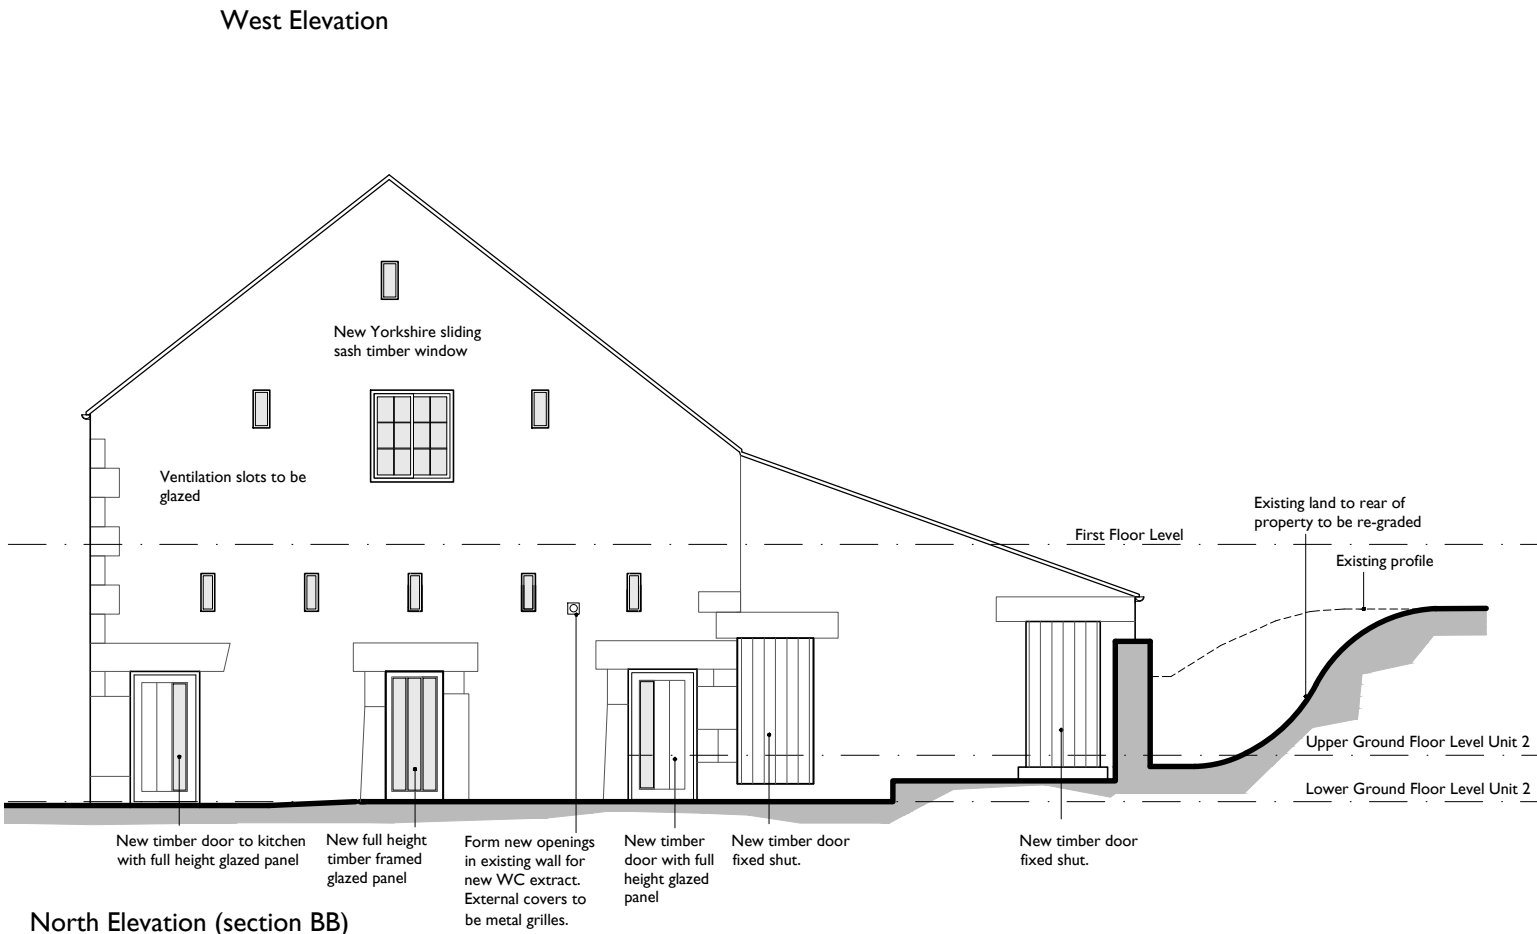 West Elevation
New Yorkshire sliding
sash timber window
Ventilation slots to be
glazed
Existing land to rear of
property to be re-graded
First Floor Level
Existing profile
Upper Ground Floor Level Unit 2
Lower Ground Floor Level Unit 2
New timber door to kitchen
with full height glazed panel
New full height
timber framed
glazed panel
Form new openings
in existing wall for
new WC extract.
External covers to
be metal grilles.
New timber
door with full
height glazed
panel
New timber door
fixed shut.
New timber door
fixed shut.
North Elevation (section BB)